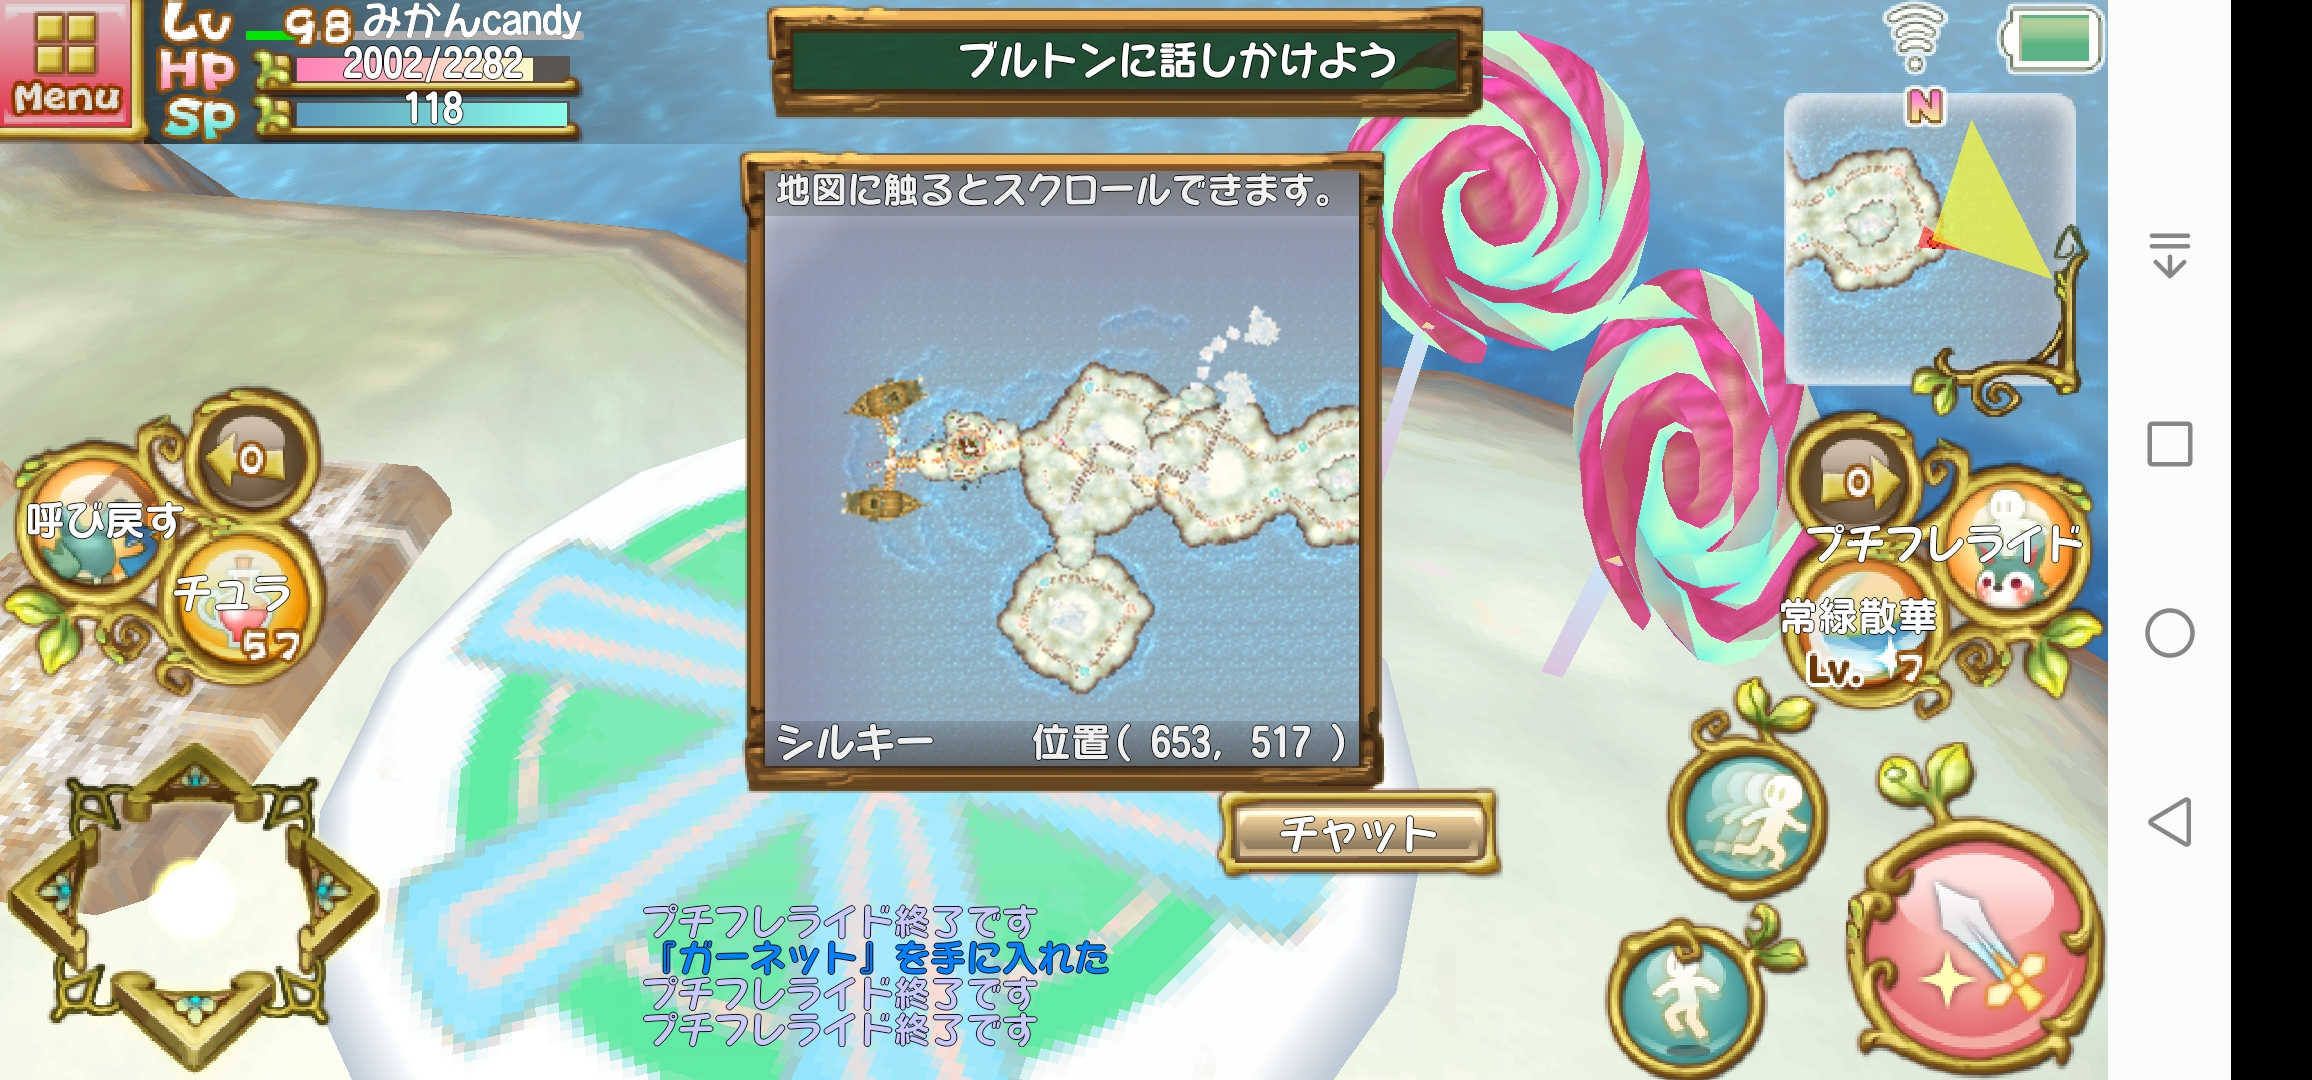 Menu
Lv 98 みかんcandy
HP 2002/2282
Sp 118
ブルトンに話しかけよう
N
地図に触るとスクロールできます。
シルキー 位置( 653, 517 )
0
呼び戻す
チュラ
57
0
プチフレライド
常緑散華
Lv. 7
チャット
プチフレライド終了です
『ガーネット』を手に入れた
プチフレライド終了です
プチフレライド終了です